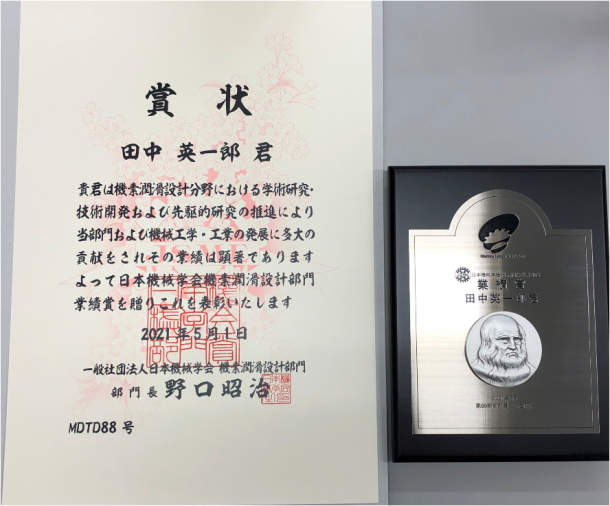 賞状
田中 英一郎 君
貴君は機素潤滑設計分野における学術研究・
技術開発および先駆的研究の推進により
当部門および機械工学・工業の発展に多大の
貢献をされその業績は顕著であります
よって日本機械学会機素潤滑設計部門
業績賞を贈りこれを表彰いたします
2021年5月1日
一般社団法人日本機械学会 機素潤滑設計部門
部門長 野口昭治
MDTD88 号
業績賞
田中英一郎君